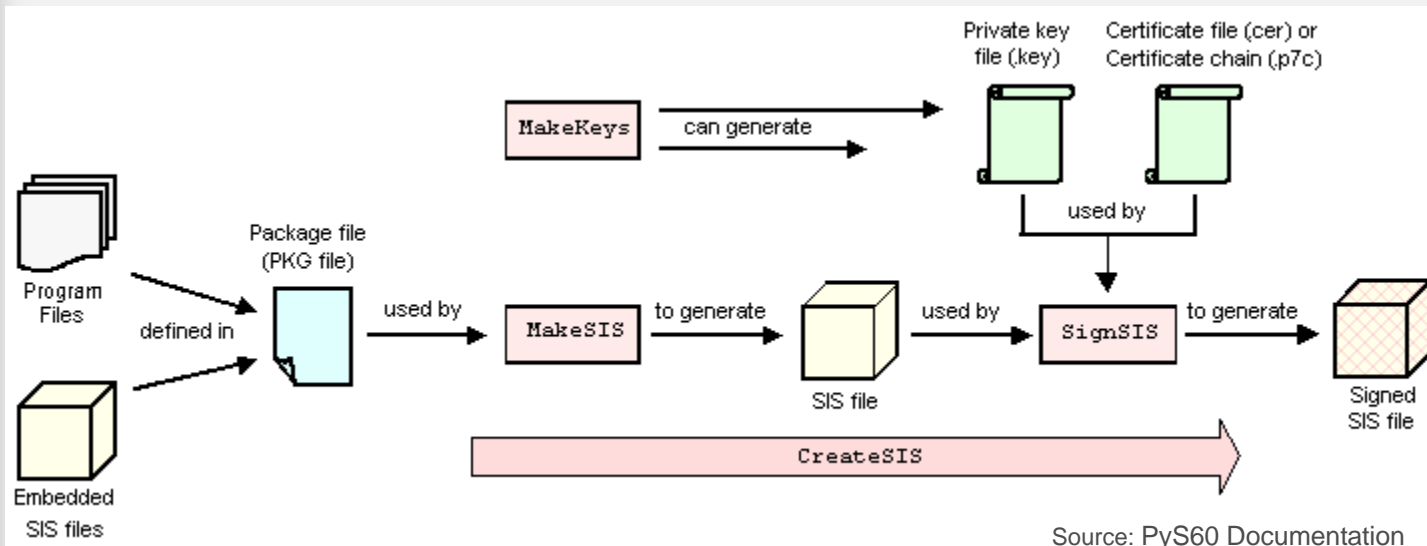 Private key
file (.key)
Certificate file (.cer) or
Certificate chain (.p7c)
MakeKeys
can generate
used by
Program
Files
defined in
Embedded
SIS files
Package file
(PKG file)
used by
MakeSIS
to generate
SIS file
used by
SignSIS
to generate
Signed
SIS file
CreateSIS
Source: PyS60 Documentation